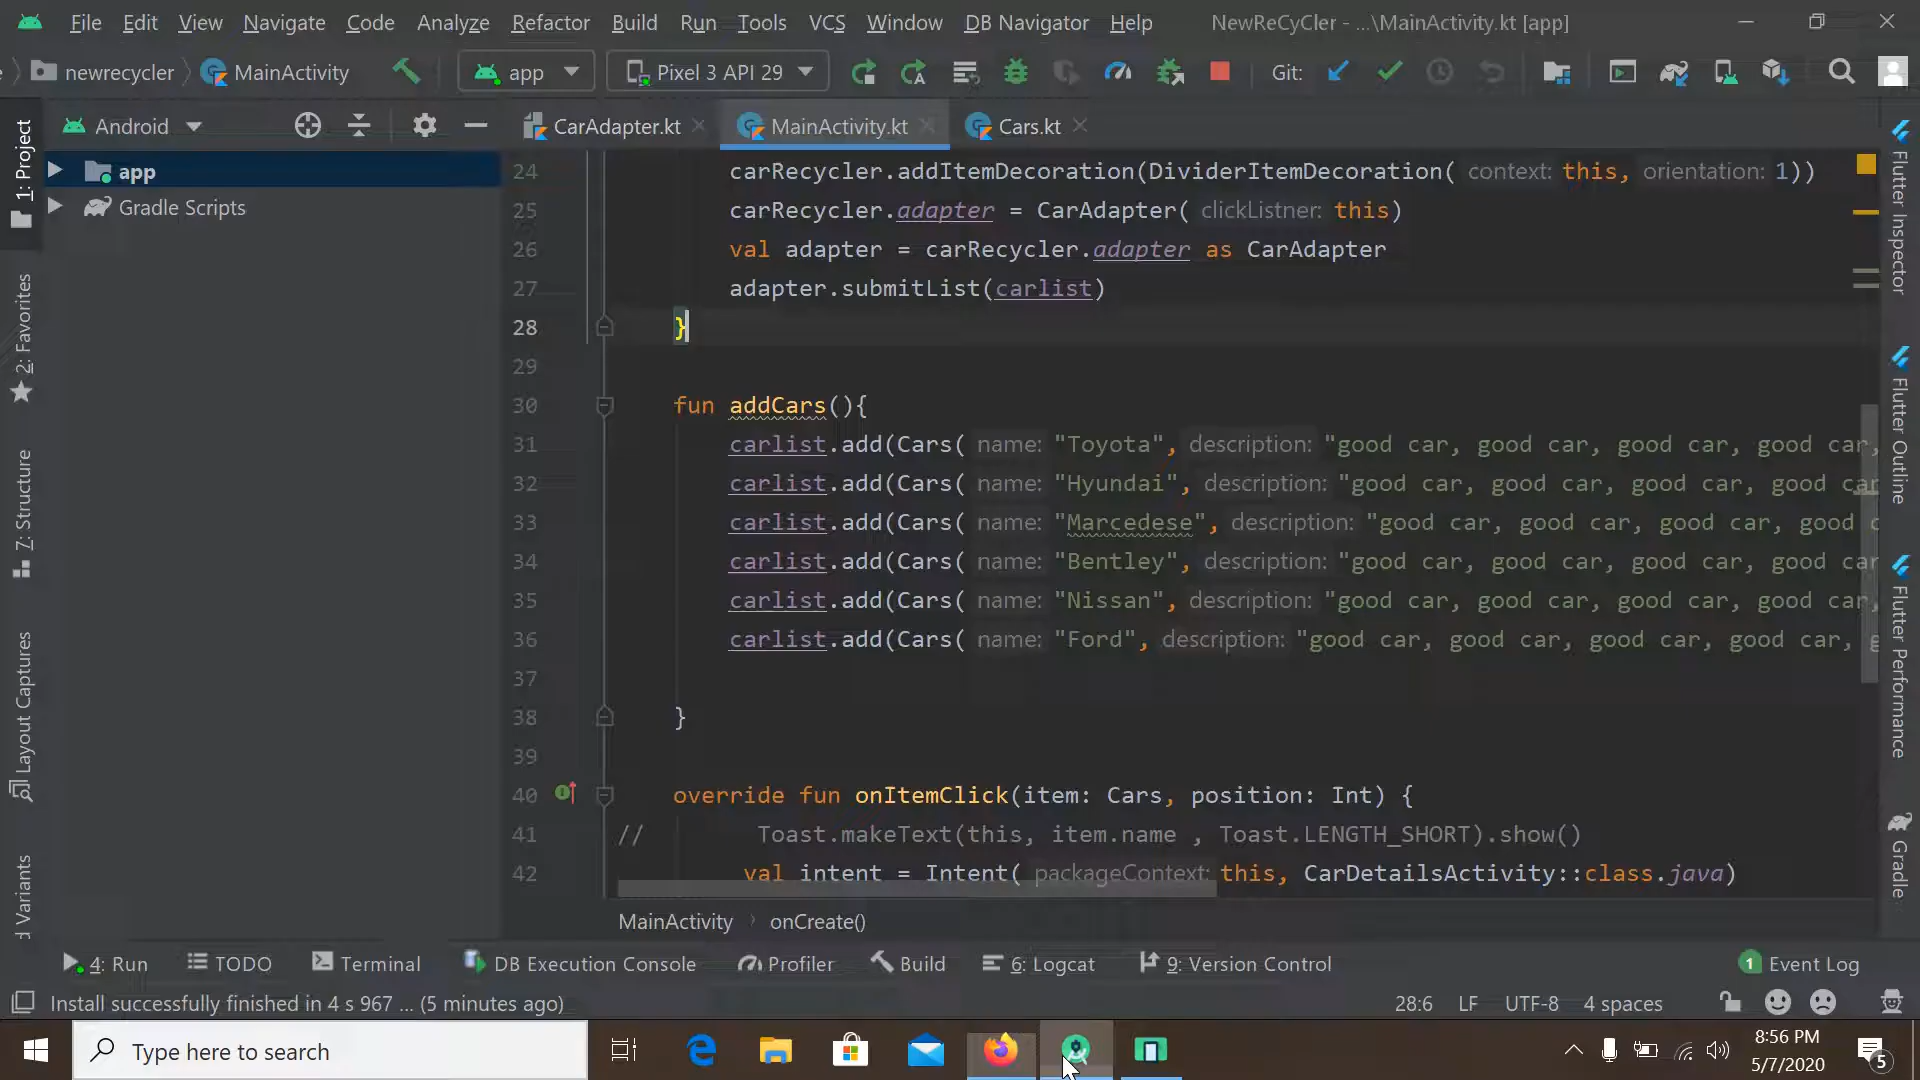 File Edit View Navigate Code Analyze Refactor Build Run Tools VCS Window DB Navigator Help NewReCyCler - ...\MainActivity.kt [app]
newrecycler MainActivity app Pixel 3 API 29 Git:
Android CarAdapter.kt MainActivity.kt Cars.kt
1: Project
2: Favorites
7: Structure
Layout Captures
d Variants
app
Gradle Scripts
24 carRecycler.addItemDecoration(DividerItemDecoration( context: this, orientation: 1))
25 carRecycler.adapter = CarAdapter( clickListner: this)
26 val adapter = carRecycler.adapter as CarAdapter
27 adapter.submitList(carlist)
28 }
29
30 fun addCars(){
31 carlist.add(Cars( name: "Toyota", description: "good car, good car, good car, good car,
32 carlist.add(Cars( name: "Hyundai", description: "good car, good car, good car, good car
33 carlist.add(Cars( name: "Marcedese", description: "good car, good car, good car, good c
34 carlist.add(Cars( name: "Bentley", description: "good car, good car, good car, good car
35 carlist.add(Cars( name: "Nissan", description: "good car, good car, good car, good car,
36 carlist.add(Cars( name: "Ford", description: "good car, good car, good car, good car, g
37
38 }
39
40 override fun onItemClick(item: Cars, position: Int) {
41 // Toast.makeText(this, item.name , Toast.LENGTH_SHORT).show()
42 val intent = Intent( packageContext: this, CarDetailsActivity::class.java)
Flutter Inspector
Flutter Outline
Flutter Performance
Gradle
MainActivity onCreate()
4: Run TODO Terminal DB Execution Console Profiler Build 6: Logcat 9: Version Control 1 Event Log
Install successfully finished in 4 s 967 ... (5 minutes ago) 28:6 LF UTF-8 4 spaces
Type here to search
8:56 PM
5/7/2020
5